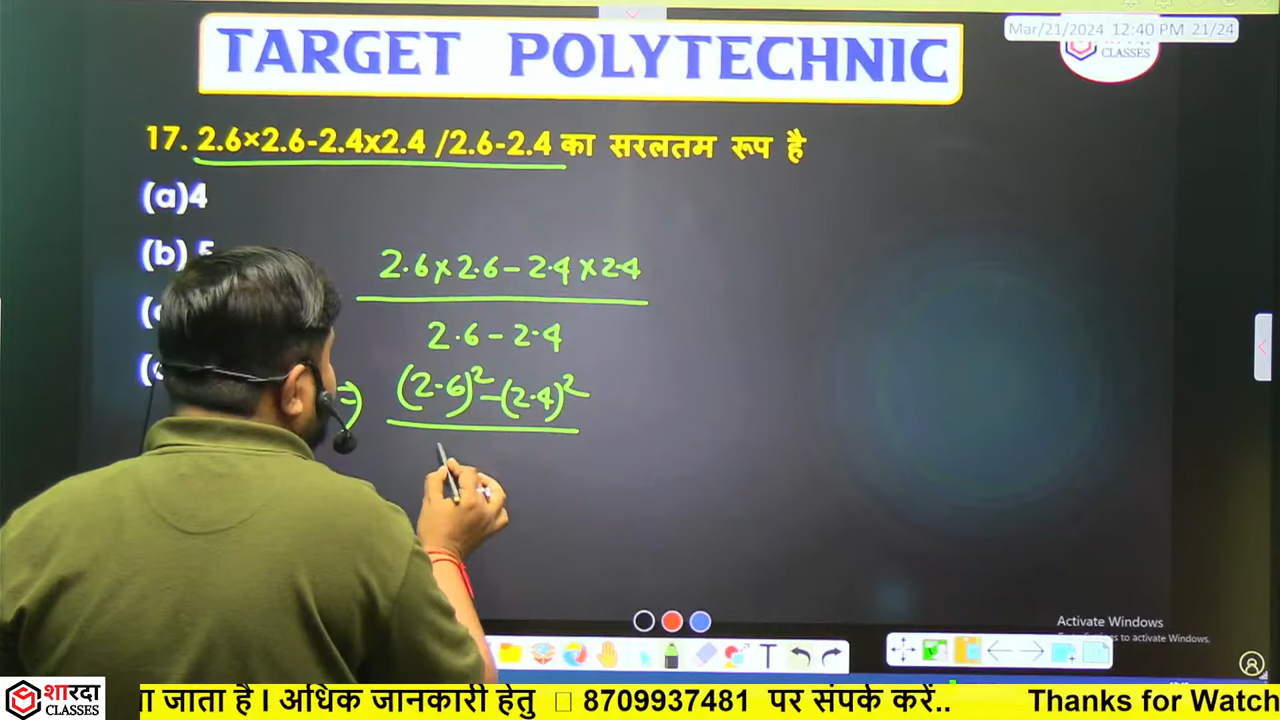 Mar/21/2024 12:40 PM 21/24
TARGET POLYTECHNIC
CLASSES
17. 2.6×2.6-2.4x2.4 /2.6-2.4 का सरलतम रूप है
(a)4
(b) 5
2.6×2.6-2.4×2.4
2.6-2.4
⇒ (2.6)²-(2.4)²
Activate Windows
to activate Windows.
T
शारदा
CLASSES
जाता है I अधिक जानकारी हेतु 8709937481 पर संपर्क करें.. Thanks for Watch